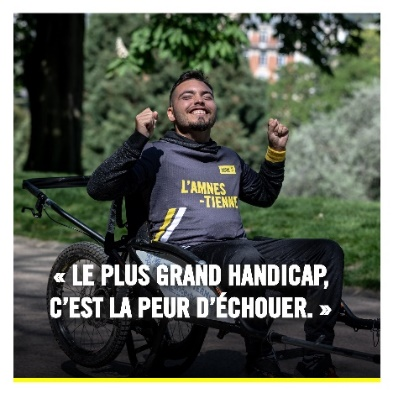 L'AMNES
-TIENNE
« LE PLUS GRAND HANDICAP,
C'EST LA PEUR D'ÉCHOUER. »